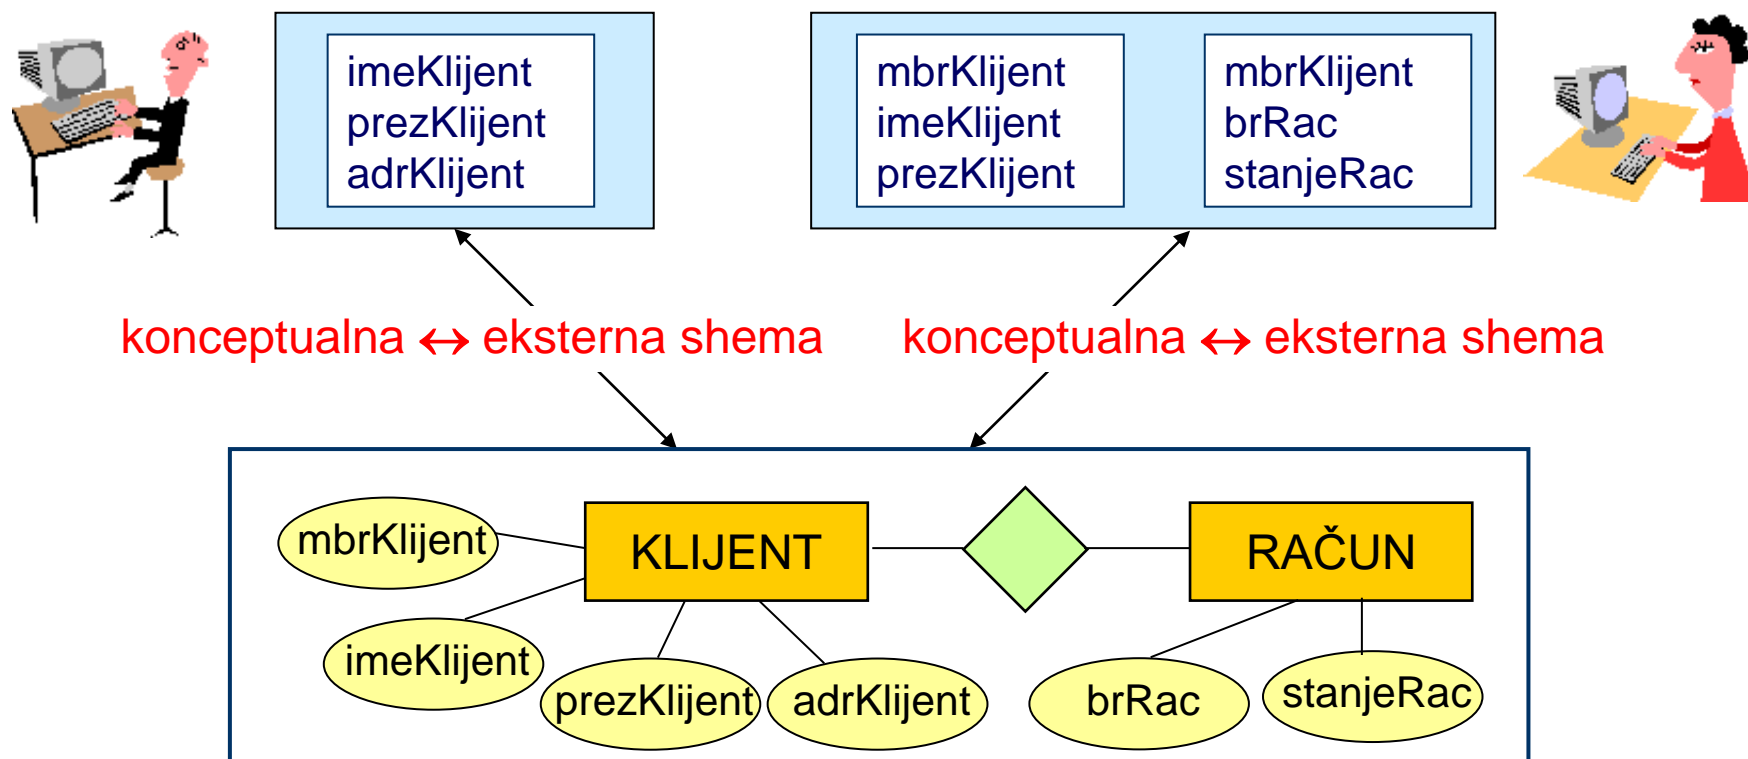 imeKlijent
prezKlijent
adrKlijent
mbrKlijent
imeKlijent
prezKlijent
mbrKlijent
brRac
stanjeRac
konceptualna ↔ eksterna shema
konceptualna ↔ eksterna shema
mbrKlijent
KLIJENT
RAČUN
imeKlijent
prezKlijent
adrKlijent
brRac
stanjeRac